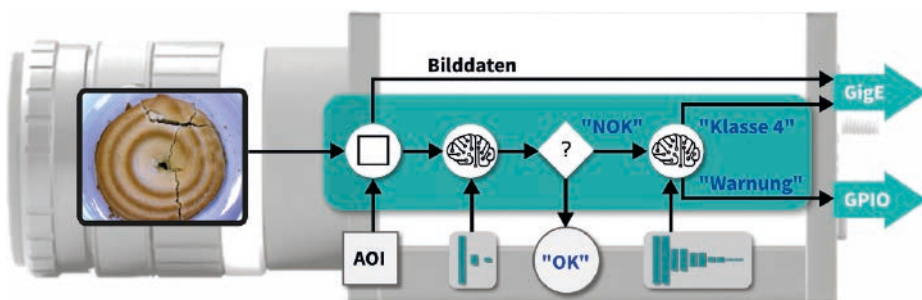 Bilddaten
GigE
"NOK"
"Klasse 4"
?
"Warnung"
GPIO
AOI
"OK"